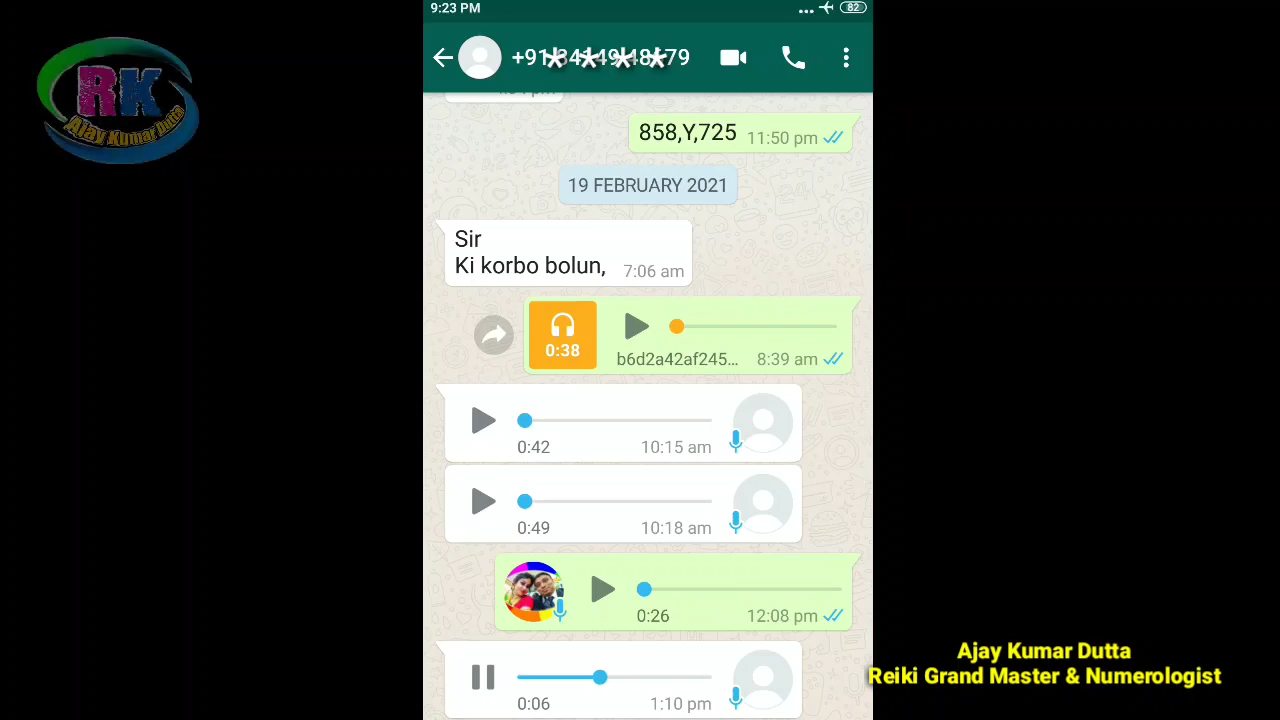 9:23 PM
82
RK
Ajay Kumar Dutta
858,Y,725 11:50 pm
19 FEBRUARY 2021
Sir
Ki korbo bolun, 7:06 am
0:38
b6d2a42af245... 8:39 am
0:42 10:15 am
0:49 10:18 am
0:26 12:08 pm
0:06 1:10 pm
Ajay Kumar Dutta
Reiki Grand Master & Numerologist